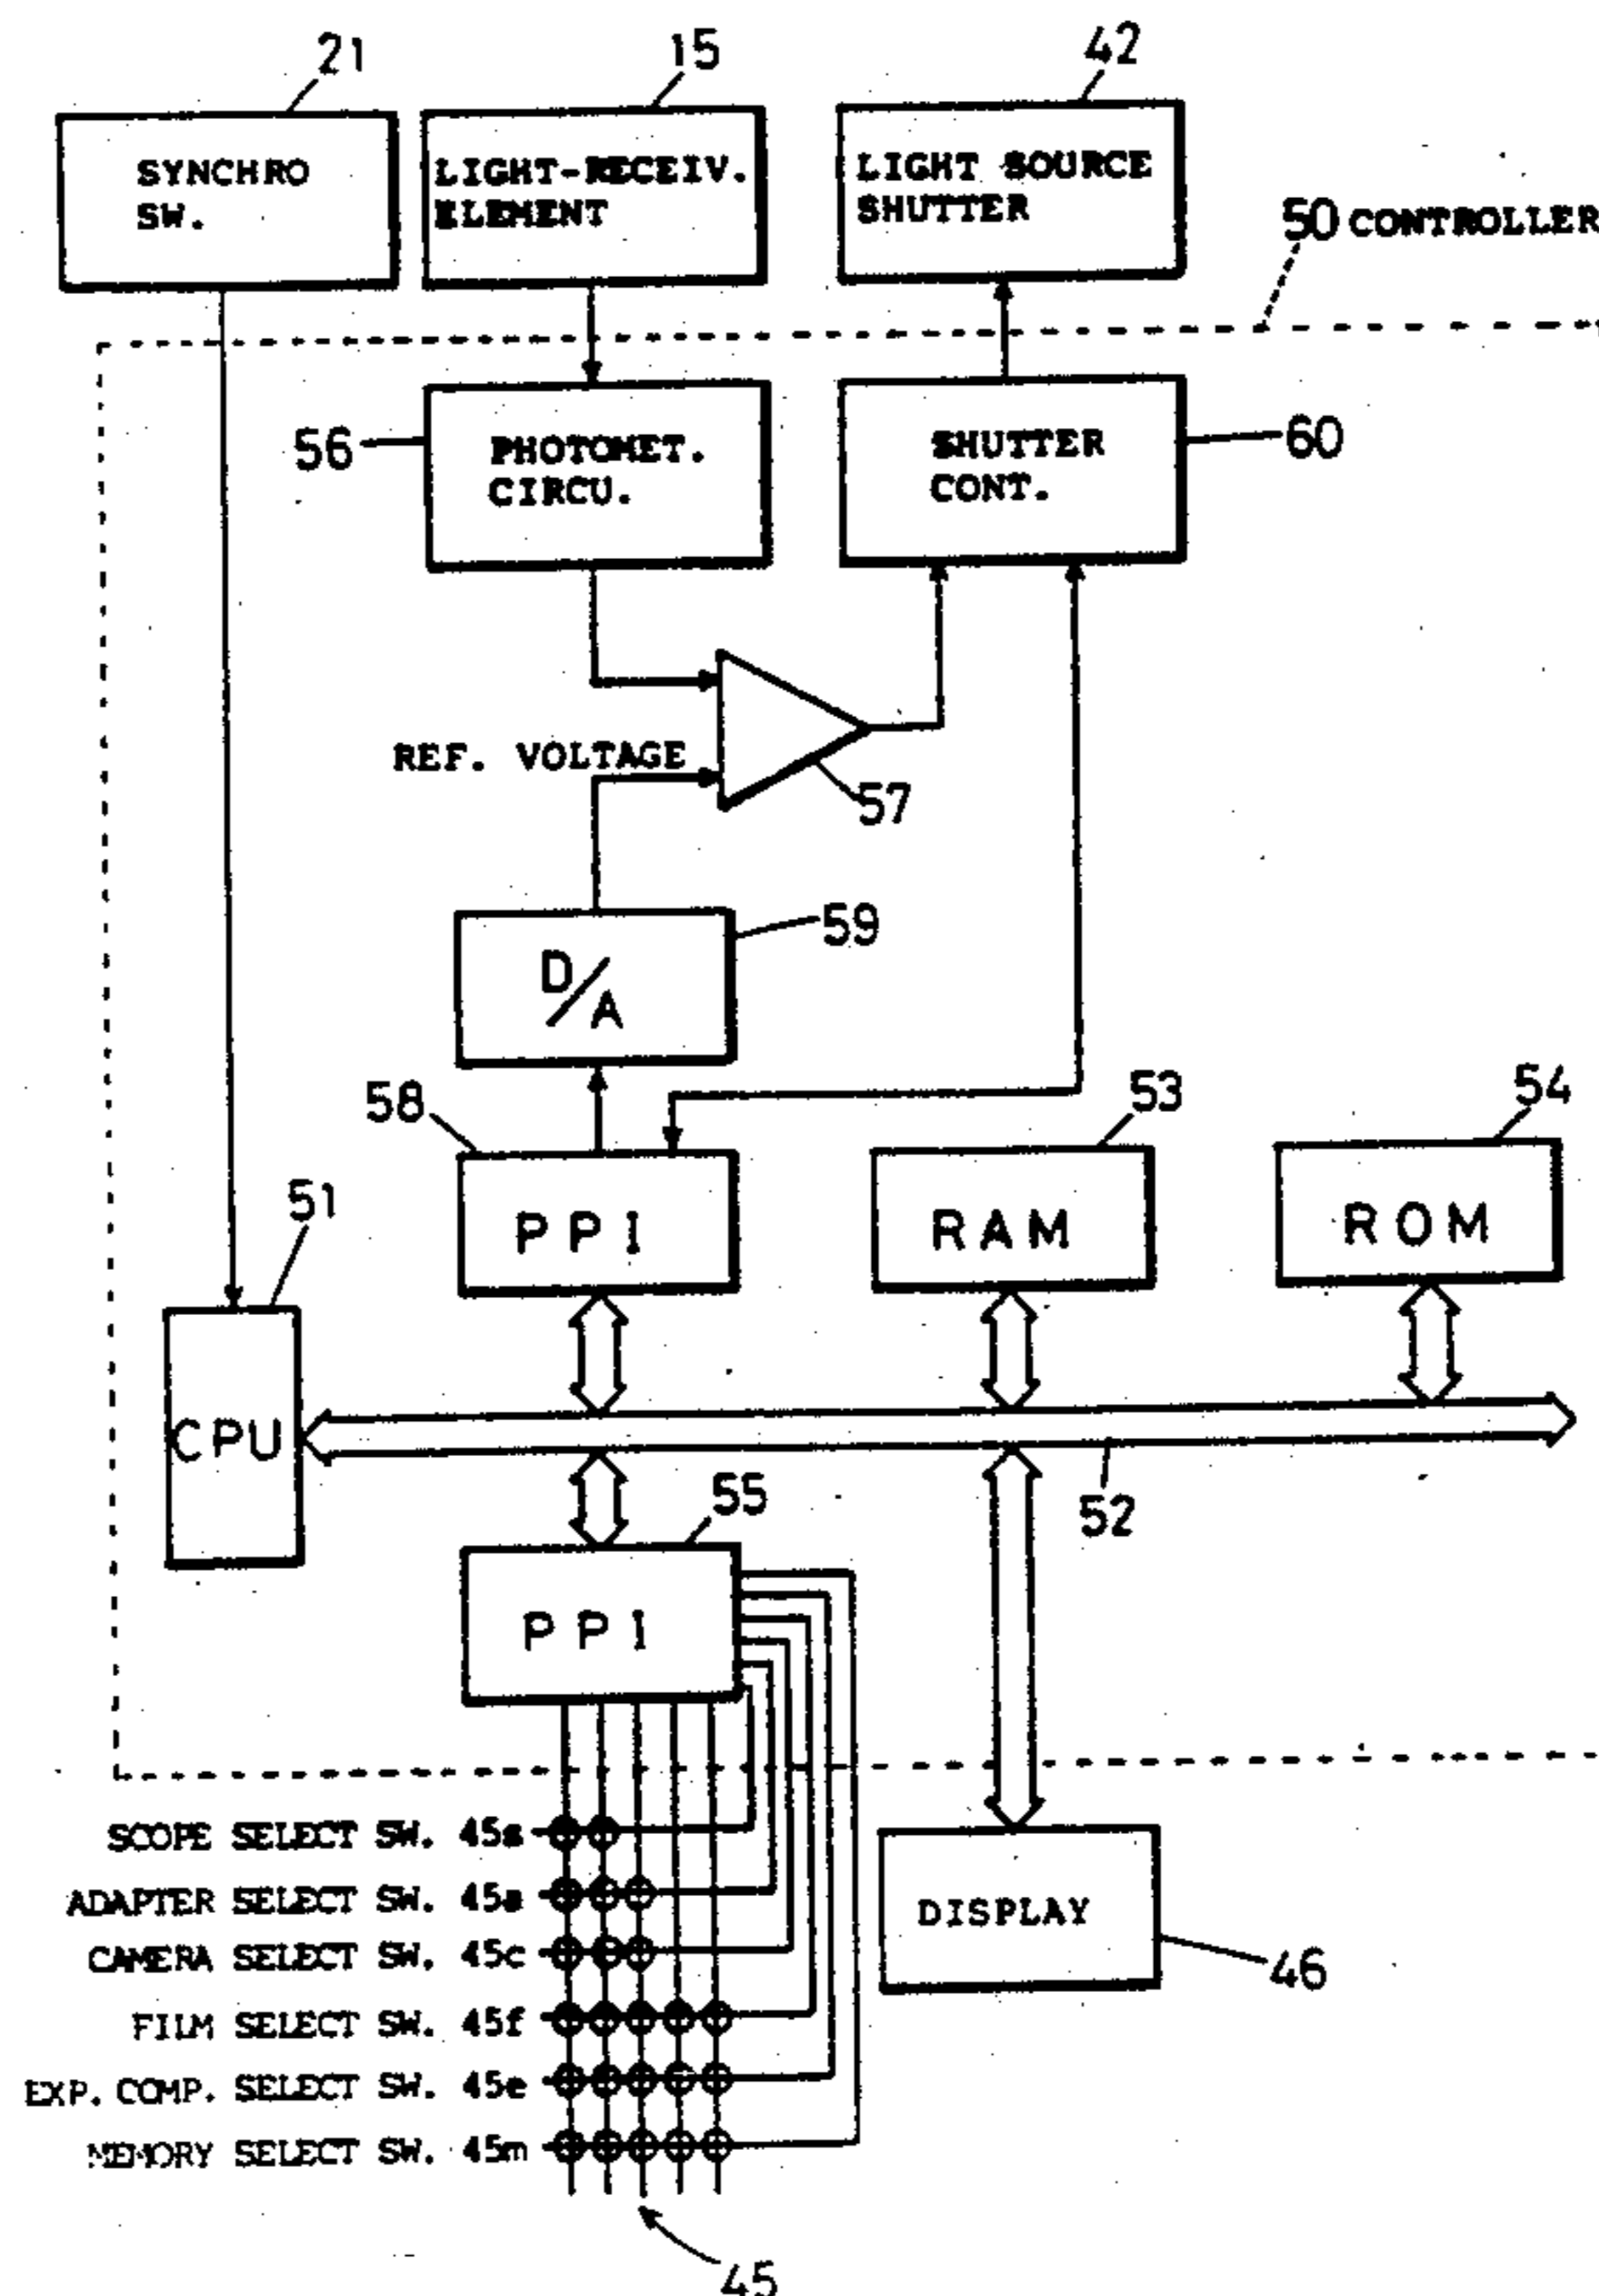 21
15
42
SYNCHRO
SW.
LIGHT-RECEIV.
ELEMENT
LIGHT SOURCE
SHUTTER
50 CONTROLLER
56
PHOTOMET.
CIRCU.
SHUTTER
CONT.
60
REF. VOLTAGE
57
D/A
59
58
53
54
PPI
RAM
ROM
51
CPU
52
55
PPI
SCOPE SELECT SW. 45s
ADAPTER SELECT SW. 45a
CAMERA SELECT SW. 45c
FILM SELECT SW. 45f
EXP. COMP. SELECT SW. 45e
MEMORY SELECT SW. 45m
DISPLAY
46
45